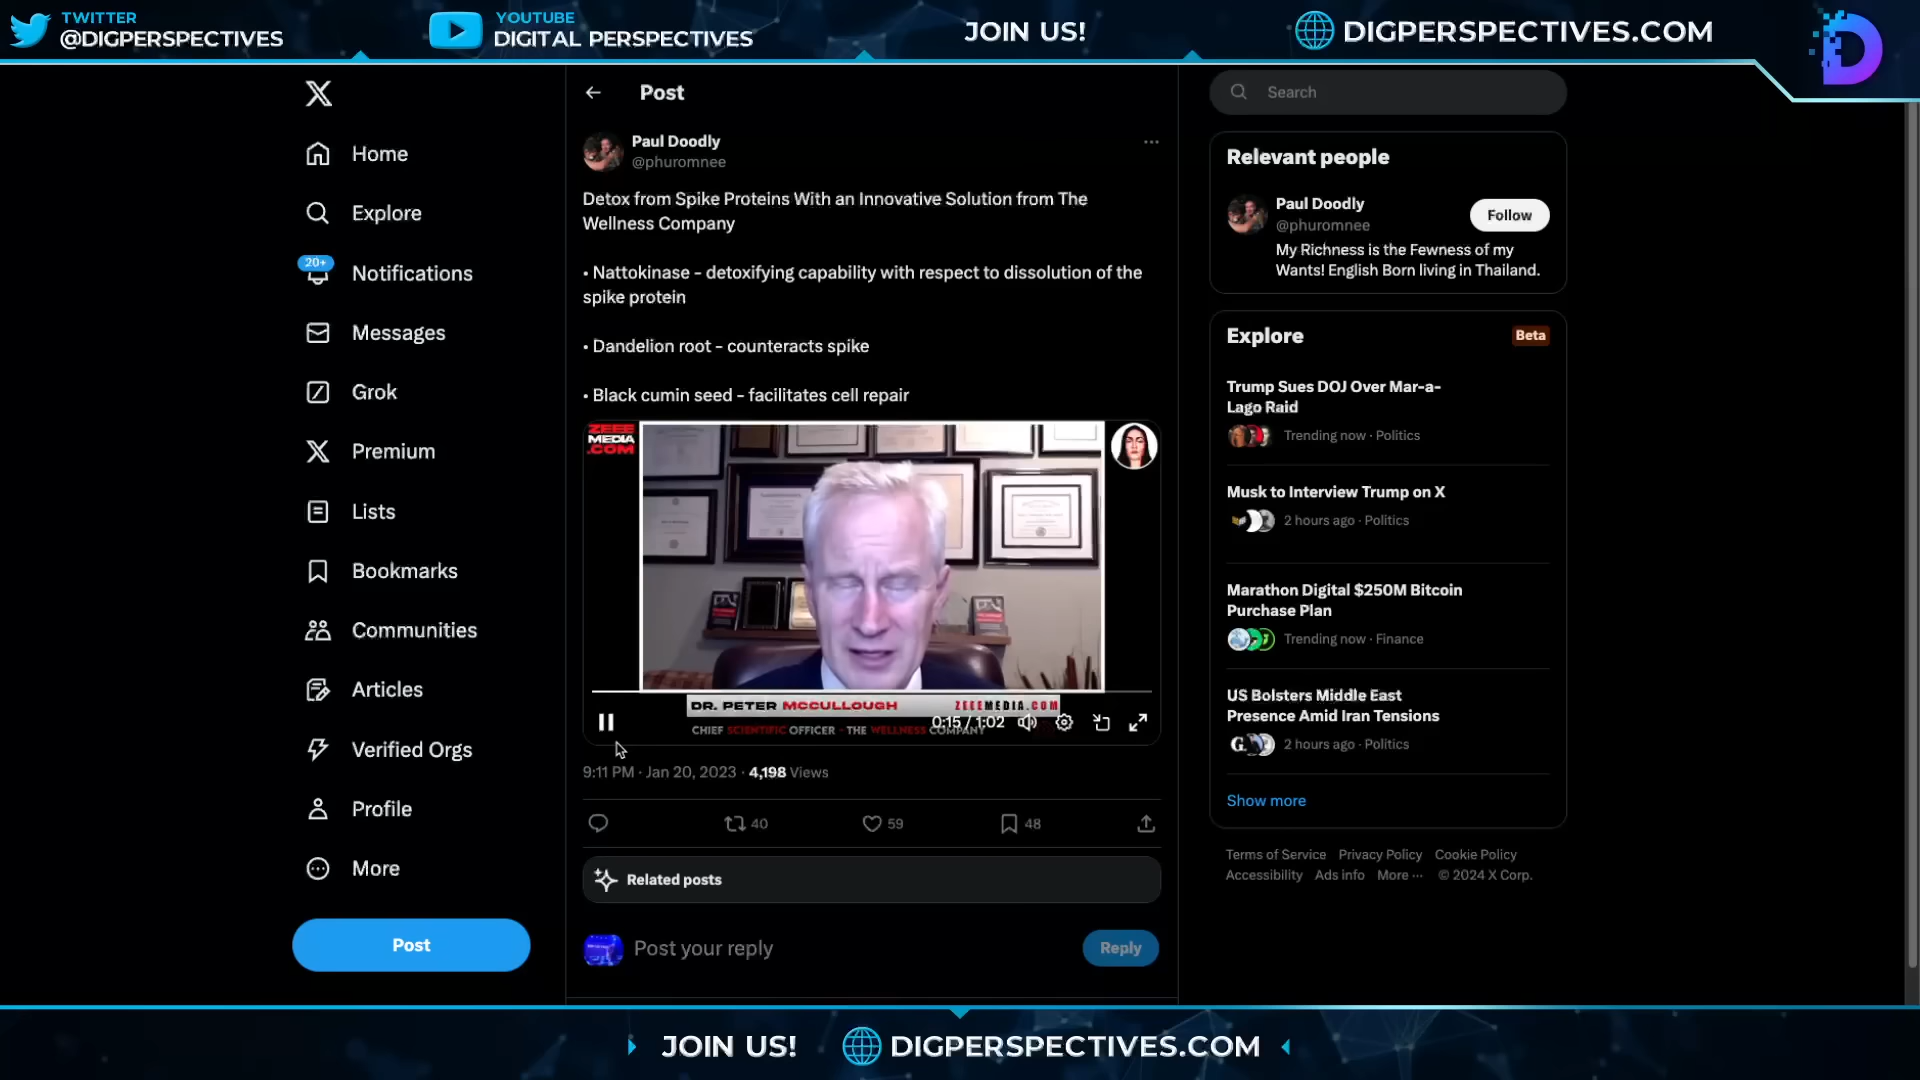 TWITTER
@DIGPERSPECTIVES
YOUTUBE
DIGITAL PERSPECTIVES
JOIN US!
DIGPERSPECTIVES.COM
Home
Explore
20+
Notifications
Messages
Grok
Premium
Lists
Bookmarks
Communities
Articles
Verified Orgs
Profile
More
Post
Post
Paul Doodly
@phuromnee
Detox from Spike Proteins With an Innovative Solution from The
Wellness Company
• Nattokinase - detoxifying capability with respect to dissolution of the
spike protein
• Dandelion root - counteracts spike
• Black cumin seed - facilitates cell repair
ZEEE
MEDIA
.COM
DR. PETER MCCULLOUGH
ZEEEMEDIA.COM
CHIEF SCIENTIFIC OFFICER - THE WELLNESS COMPANY
0:15 / 1:02
9:11 PM · Jan 20, 2023 · 4,198 Views
40
59
48
Related posts
Post your reply
Reply
Search
Relevant people
Paul Doodly
@phuromnee
Follow
My Richness is the Fewness of my
Wants! English Born living in Thailand.
Explore
Beta
Trump Sues DOJ Over Mar-a-
Lago Raid
Trending now · Politics
Musk to Interview Trump on X
2 hours ago · Politics
Marathon Digital $250M Bitcoin
Purchase Plan
Trending now · Finance
US Bolsters Middle East
Presence Amid Iran Tensions
2 hours ago · Politics
Show more
Terms of Service Privacy Policy Cookie Policy
Accessibility Ads info More ··· © 2024 X Corp.
JOIN US!
DIGPERSPECTIVES.COM